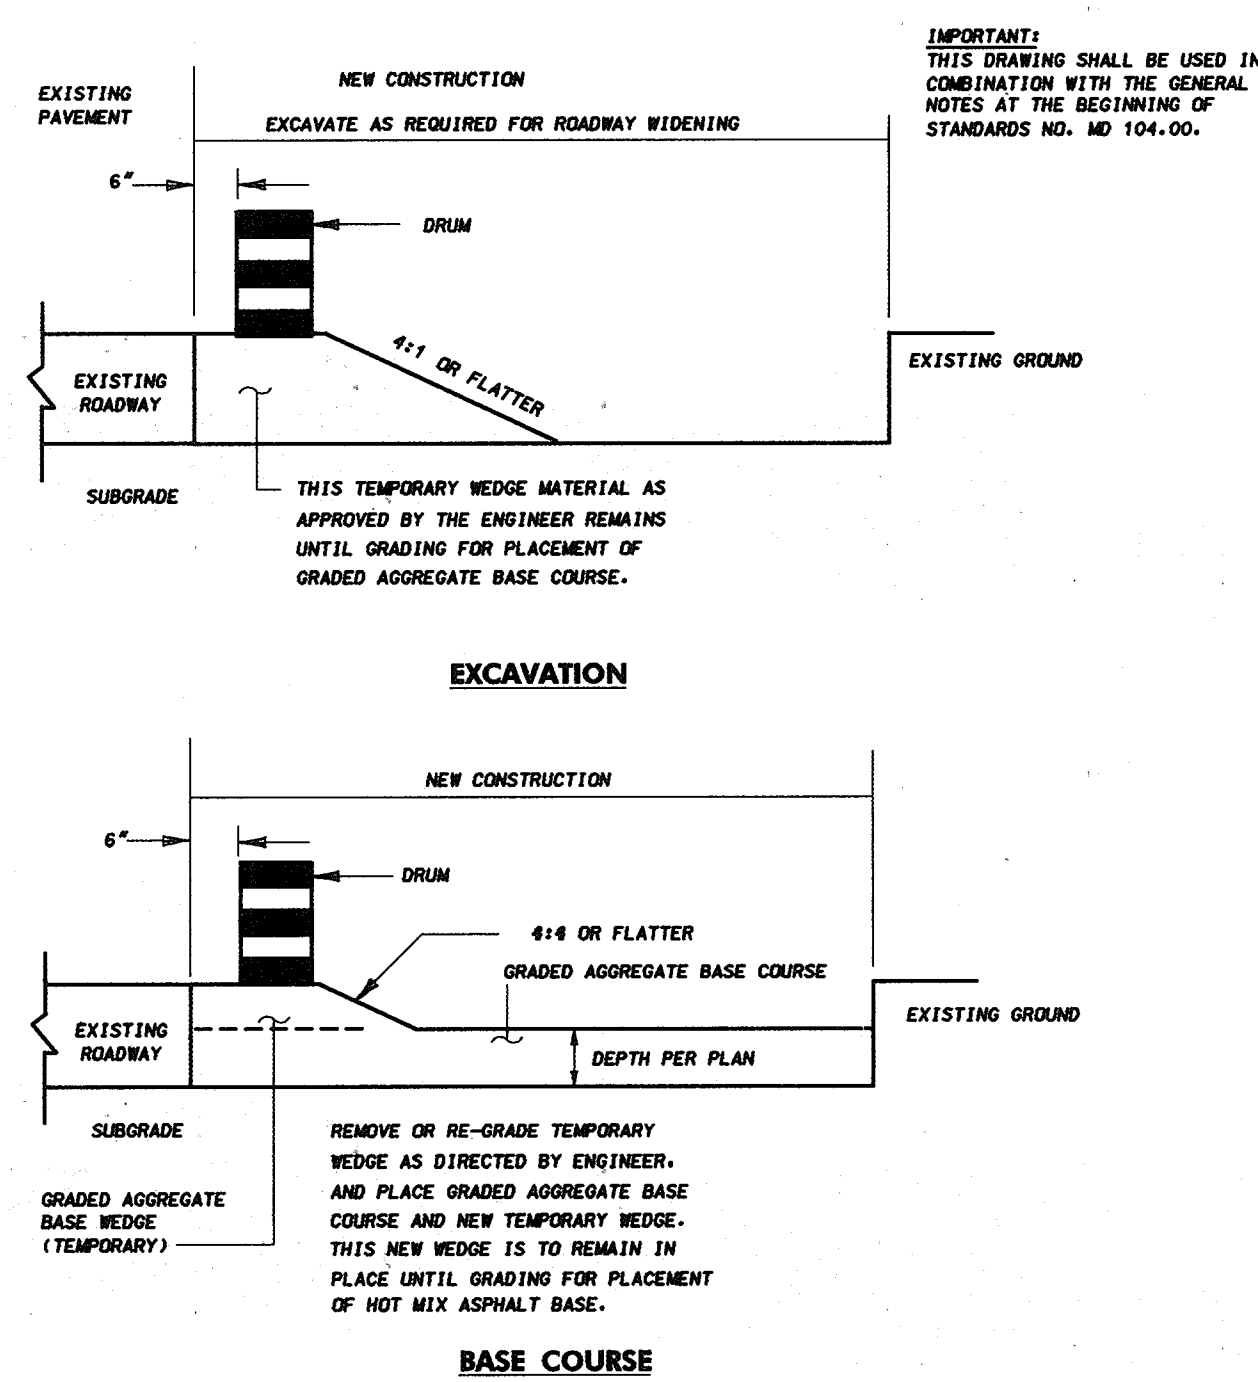 IMPORTANT:
THIS DRAWING SHALL BE USED IN
COMBINATION WITH THE GENERAL
NOTES AT THE BEGINNING OF
STANDARDS NO. MD 104.00.
EXISTING
PAVEMENT
NEW CONSTRUCTION
EXCAVATE AS REQUIRED FOR ROADWAY WIDENING
6"
DRUM
4:1 OR FLATTER
EXISTING
ROADWAY
EXISTING GROUND
SUBGRADE
THIS TEMPORARY WEDGE MATERIAL AS
APPROVED BY THE ENGINEER REMAINS
UNTIL GRADING FOR PLACEMENT OF
GRADED AGGREGATE BASE COURSE.
EXCAVATION
NEW CONSTRUCTION
6"
DRUM
4:4 OR FLATTER
GRADED AGGREGATE BASE COURSE
EXISTING
ROADWAY
EXISTING GROUND
DEPTH PER PLAN
SUBGRADE
GRADED AGGREGATE
BASE WEDGE
(TEMPORARY)
REMOVE OR RE-GRADE TEMPORARY
WEDGE AS DIRECTED BY ENGINEER.
AND PLACE GRADED AGGREGATE BASE
COURSE AND NEW TEMPORARY WEDGE.
THIS NEW WEDGE IS TO REMAIN IN
PLACE UNTIL GRADING FOR PLACEMENT
OF HOT MIX ASPHALT BASE.
BASE COURSE